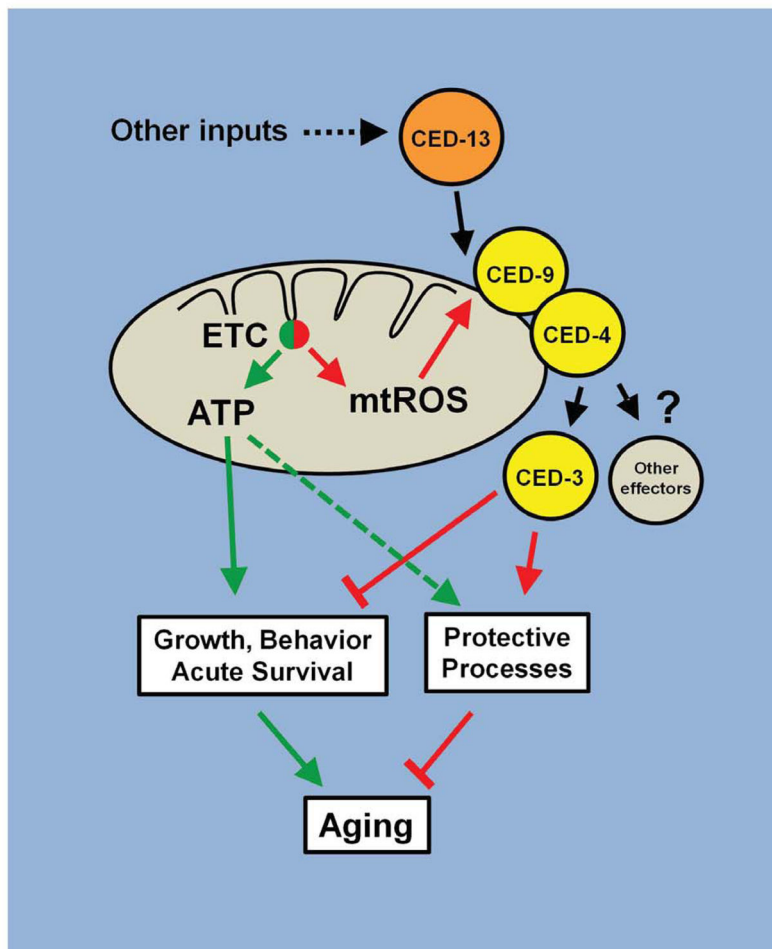 Other inputs
CED-13
CED-9
CED-4
ETC
ATP
mtROS
?
CED-3
Other
effectors
Growth, Behavior
Acute Survival
Protective
Processes
Aging